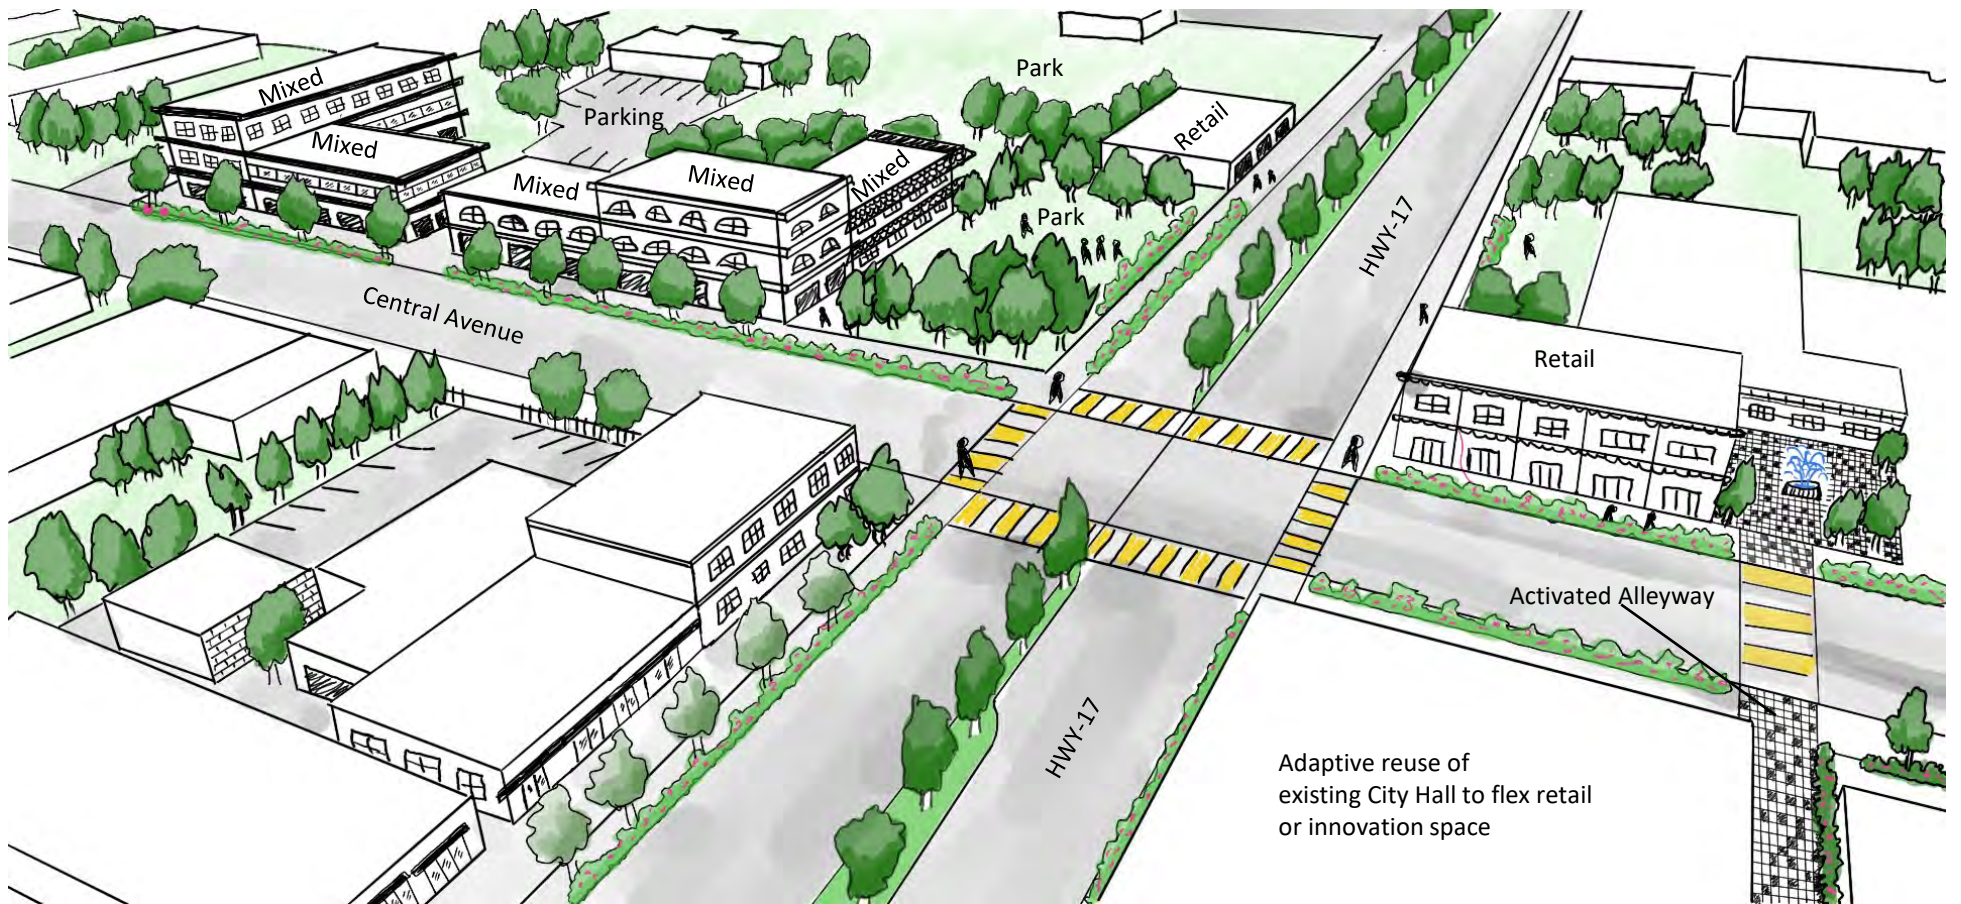 Mixed
Mixed
Parking
Mixed
Mixed
Mixed
Park
Retail
Park
HWY-17
Central Avenue
Retail
Activated Alleyway
HWY-17
Adaptive reuse of
existing City Hall to flex retail
or innovation space